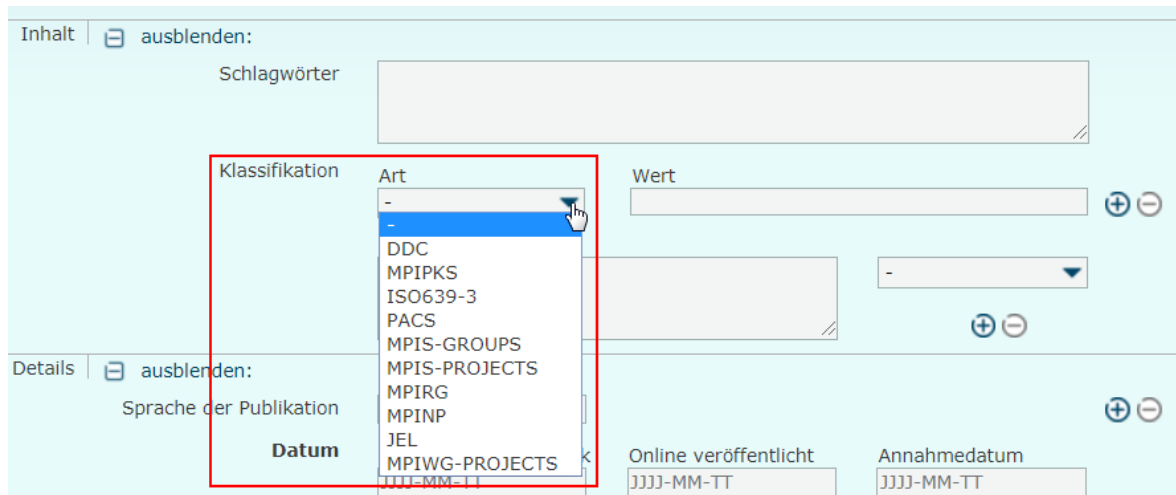 Inhalt ausblenden:
Schlagwörter
Klassifikation Art Wert
-
-
DDC
MPIPKS
-
ISO639-3
PACS
MPIS-GROUPS
Details ausblenden:
MPIS-PROJECTS
MPIRG
Sprache der Publikation
MPINP
JEL
Datum
Online veröffentlicht Annahmedatum
MPIWG-PROJECTS
JJJJ-MM-TT JJJJ-MM-TT JJJJ-MM-TT